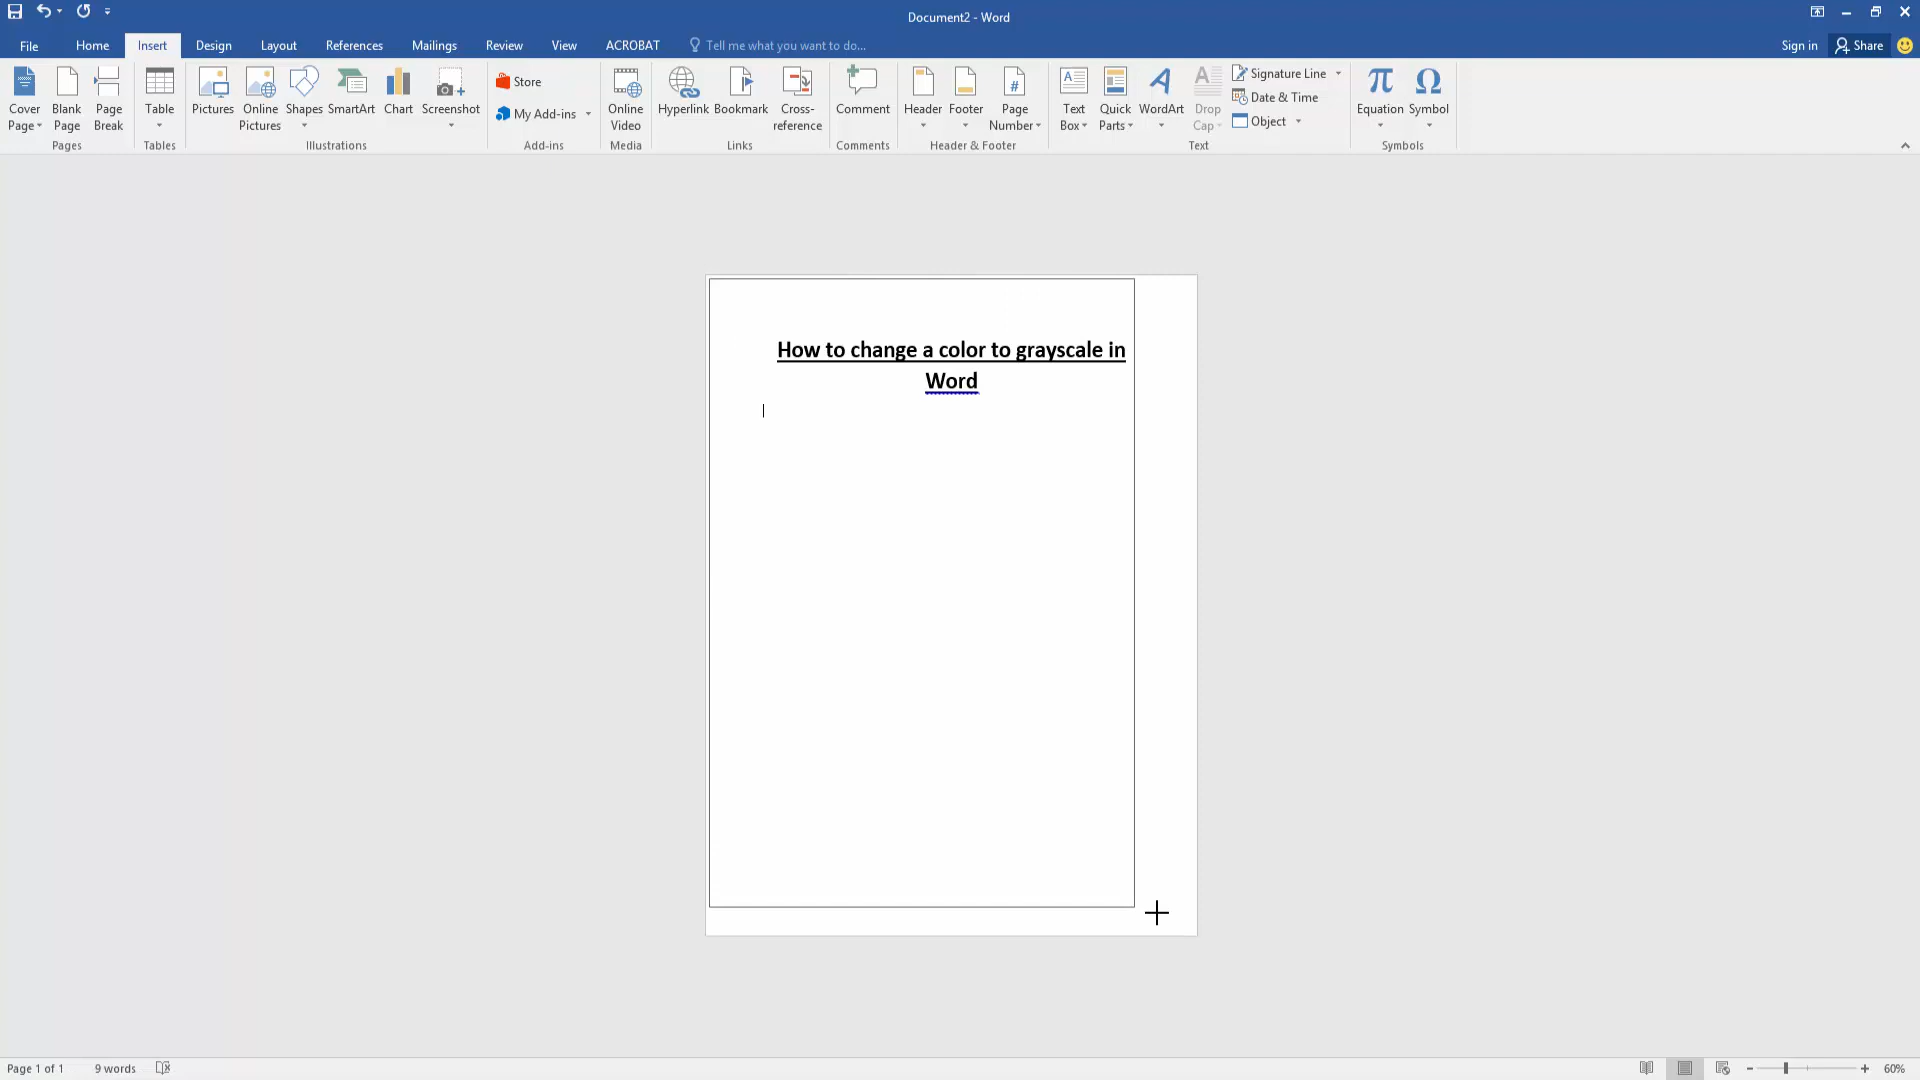 Document2 - Word
File Home Insert Design Layout References Mailings Review View ACROBAT Tell me what you want to do... Sign in Share
Cover Page
Blank Page
Page Break
Pages
Table
Tables
Pictures
Online Pictures
Shapes
SmartArt
Chart
Screenshot
Illustrations
Store
My Add-ins
Add-ins
Online Video
Media
Hyperlink
Bookmark
Cross-reference
Links
Comment
Comments
Header
Footer
Page Number
Header & Footer
Text Box
Quick Parts
WordArt
Drop Cap
Signature Line
Date & Time
Object
Text
Equation
Symbol
Symbols
How to change a color to grayscale in
Word
Page 1 of 1 9 words 60%